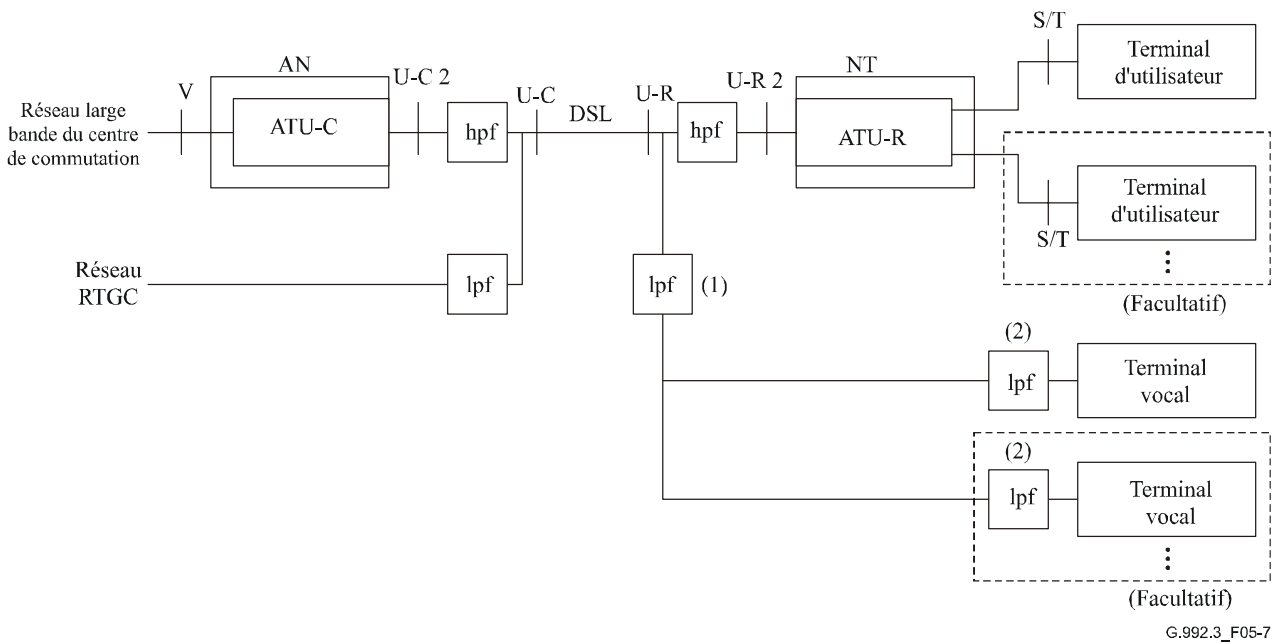 S/T
Terminal
d'utilisateur
AN
NT
V
U-C 2
U-C
DSL
U-R
U-R 2
Réseau large
bande du centre
de commutation
ATU-C
hpf
hpf
ATU-R
Terminal
d'utilisateur
S/T
Réseau
RTGC
lpf
lpf
(1)
(Facultatif)
(2)
lpf
Terminal
vocal
(2)
lpf
Terminal
vocal
(Facultatif)
G.992.3_F05-7